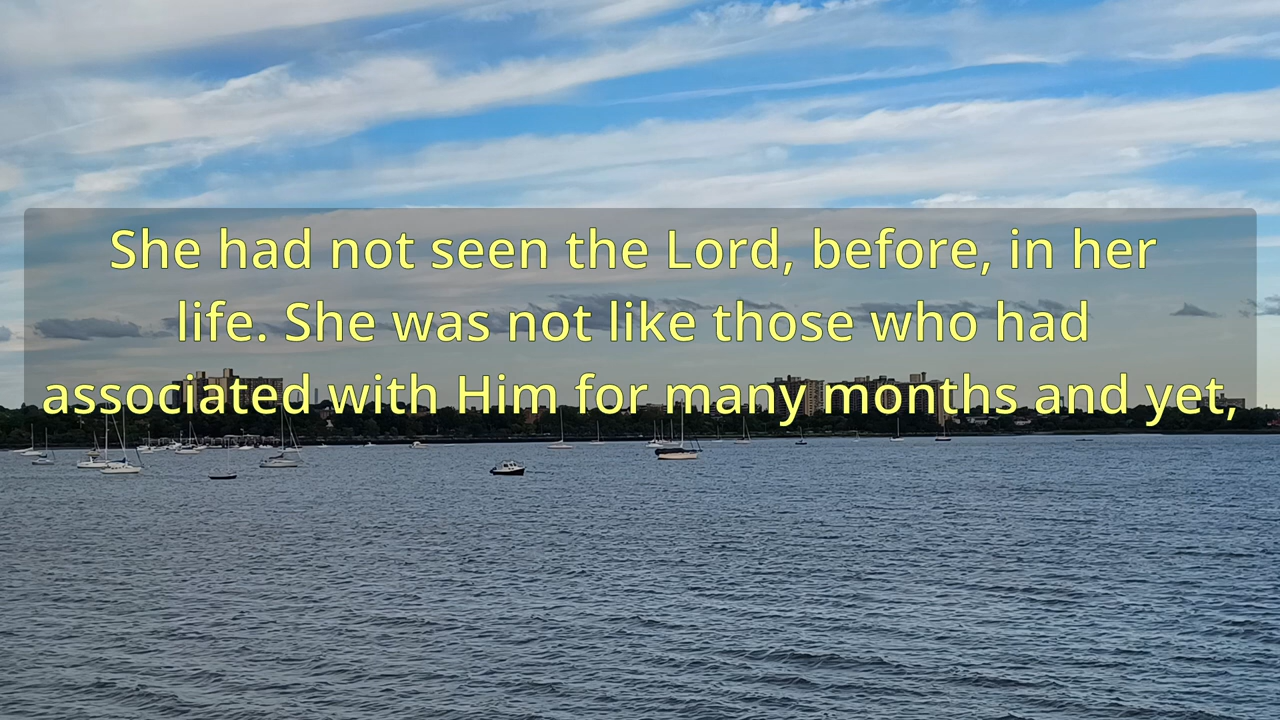 She had not seen the Lord, before, in her
life. She was not like those who had
associated with Him for many months and yet,